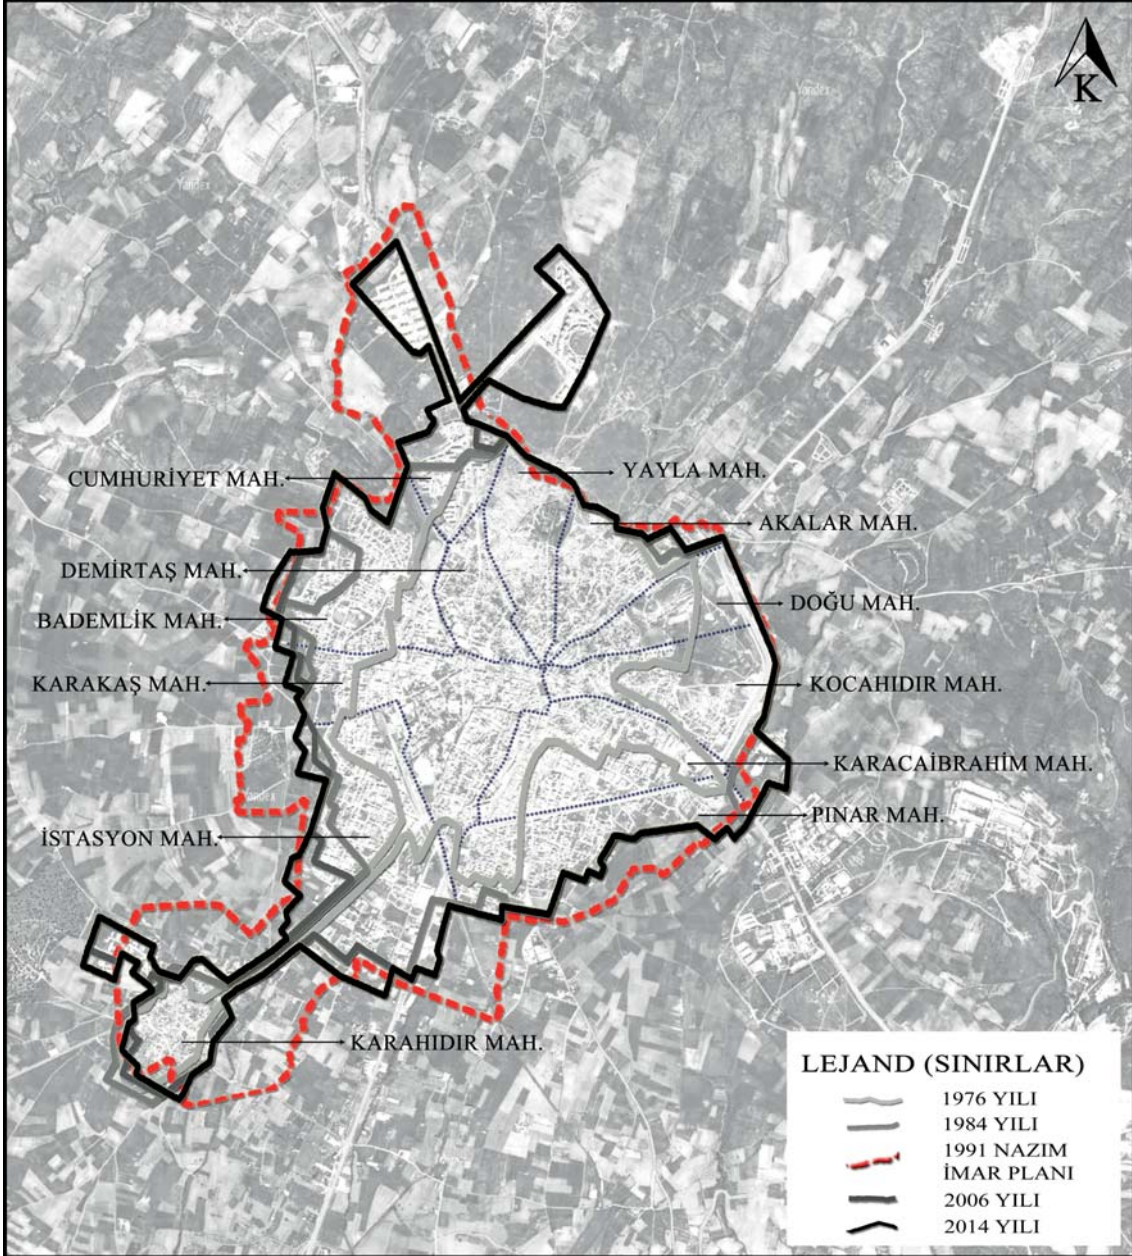 K
Yandex
Yandex
CUMHURİYET MAH.
YAYLA MAH.
AKALAR MAH.
DEMİRTAŞ MAH.
DOĞU MAH.
BADEMLİK MAH.
KARAKAŞ MAH.
KOCAHIDIR MAH.
KARACAİBRAHİM MAH.
PINAR MAH.
İSTASYON MAH.
KARAHIDIR MAH.
LEJAND (SINIRLAR)
1976 YILI
1984 YILI
1991 NAZIM
İMAR PLANI
2006 YILI
2014 YILI